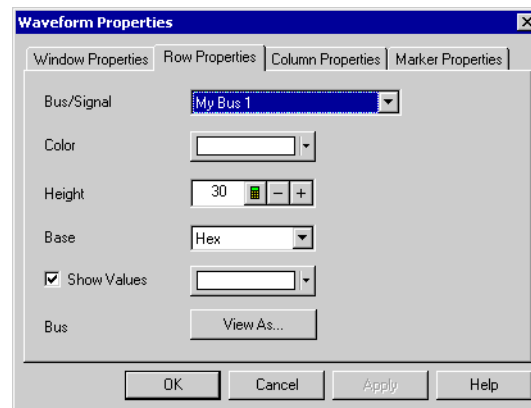 Waveform Properties
Window Properties Row Properties Column Properties Marker Properties
Bus/Signal My Bus 1
Color
Height 30
Base Hex
Show Values
Bus View As...
OK Cancel Apply Help